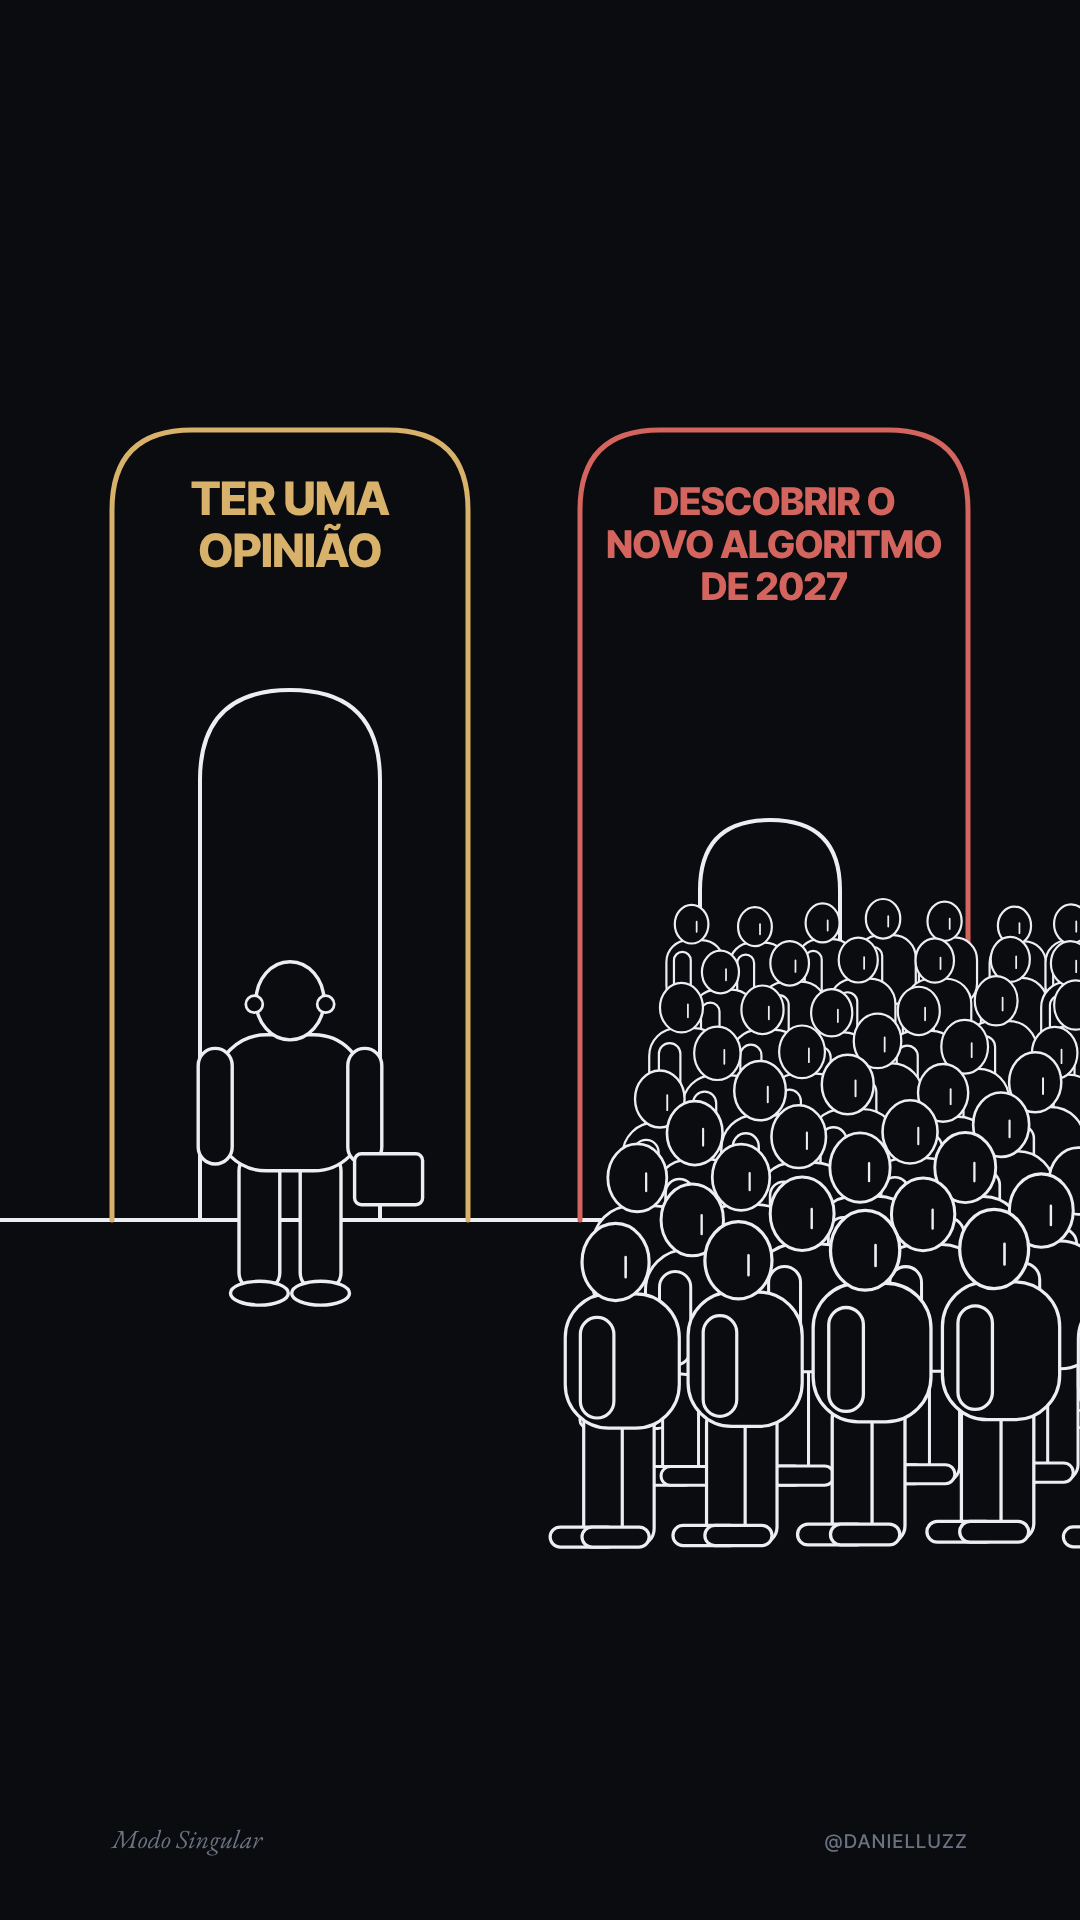 TER UMA
OPINIÃO
DESCOBRIR O
NOVO ALGORITMO
DE 2027
Modo Singular
@DANIELLUZZ